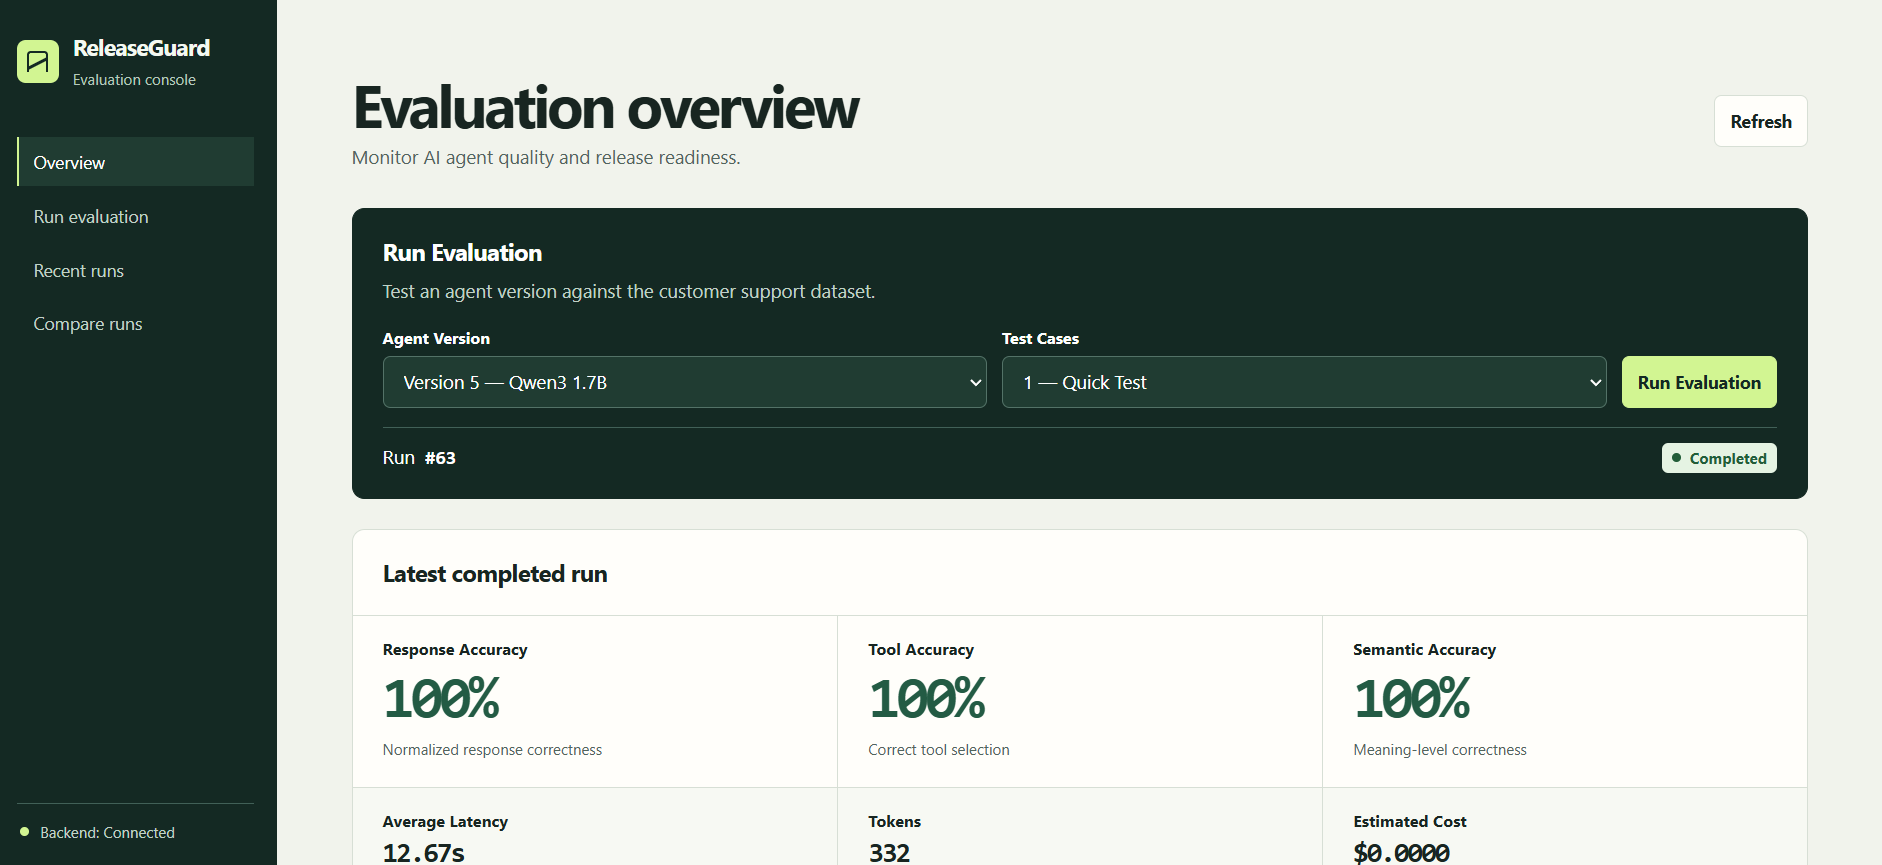 ReleaseGuard
Evaluation console
Overview
Run evaluation
Recent runs
Compare runs
Backend: Connected
Evaluation overview
Monitor AI agent quality and release readiness.
Refresh
Run Evaluation
Test an agent version against the customer support dataset.
Agent Version
Version 5 — Qwen3 1.7B
Test Cases
1 — Quick Test
Run Evaluation
Run #63
Completed
Latest completed run
Response Accuracy
100%
Normalized response correctness
Tool Accuracy
100%
Correct tool selection
Semantic Accuracy
100%
Meaning-level correctness
Average Latency
12.67s
Tokens
332
Estimated Cost
$0.0000